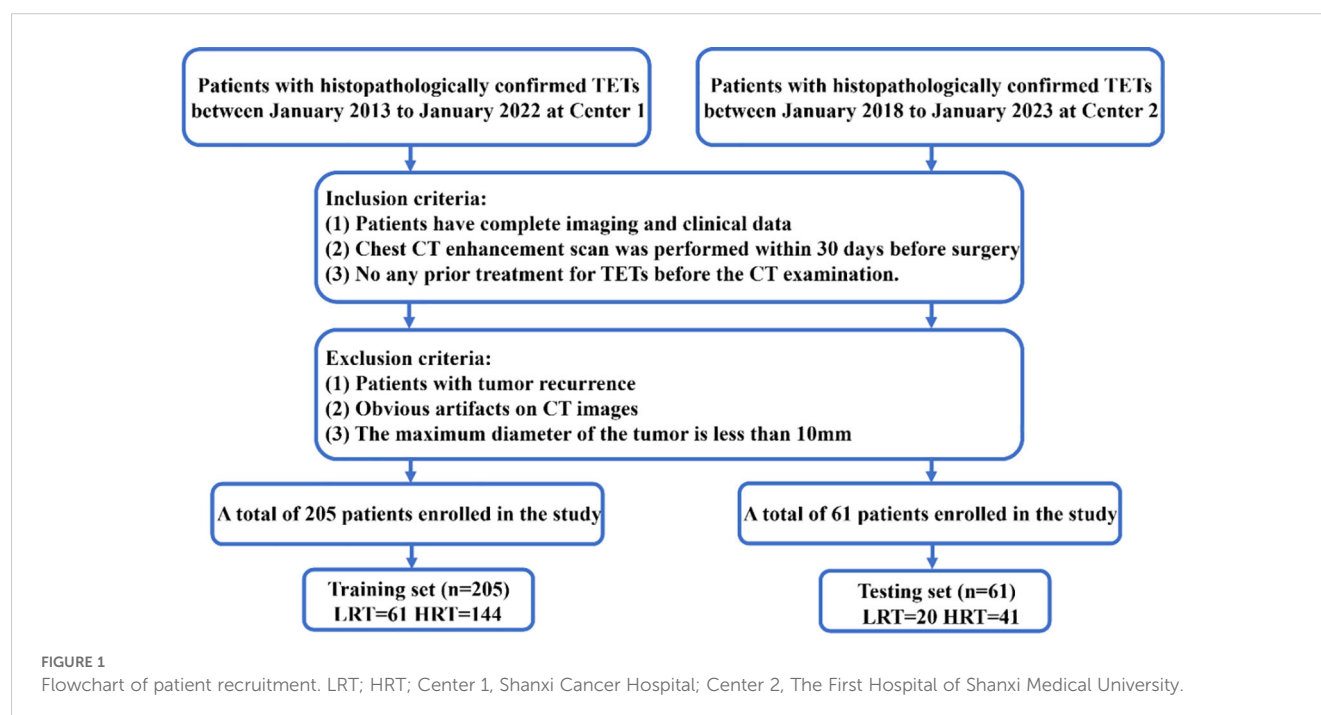 Patients with histopathologically confirmed TETs
between January 2013 to January 2022 at Center 1
Patients with histopathologically confirmed TETs
between January 2018 to January 2023 at Center 2
Inclusion criteria:
(1) Patients have complete imaging and clinical data
(2) Chest CT enhancement scan was performed within 30 days before surgery
(3) No any prior treatment for TETs before the CT examination.
Exclusion criteria:
(1) Patients with tumor recurrence
(2) Obvious artifacts on CT images
(3) The maximum diameter of the tumor is less than 10mm
A total of 205 patients enrolled in the study
A total of 61 patients enrolled in the study
Training set (n=205)
LRT=61 HRT=144
Testing set (n=61)
LRT=20 HRT=41
FIGURE 1
Flowchart of patient recruitment. LRT; HRT; Center 1, Shanxi Cancer Hospital; Center 2, The First Hospital of Shanxi Medical University.